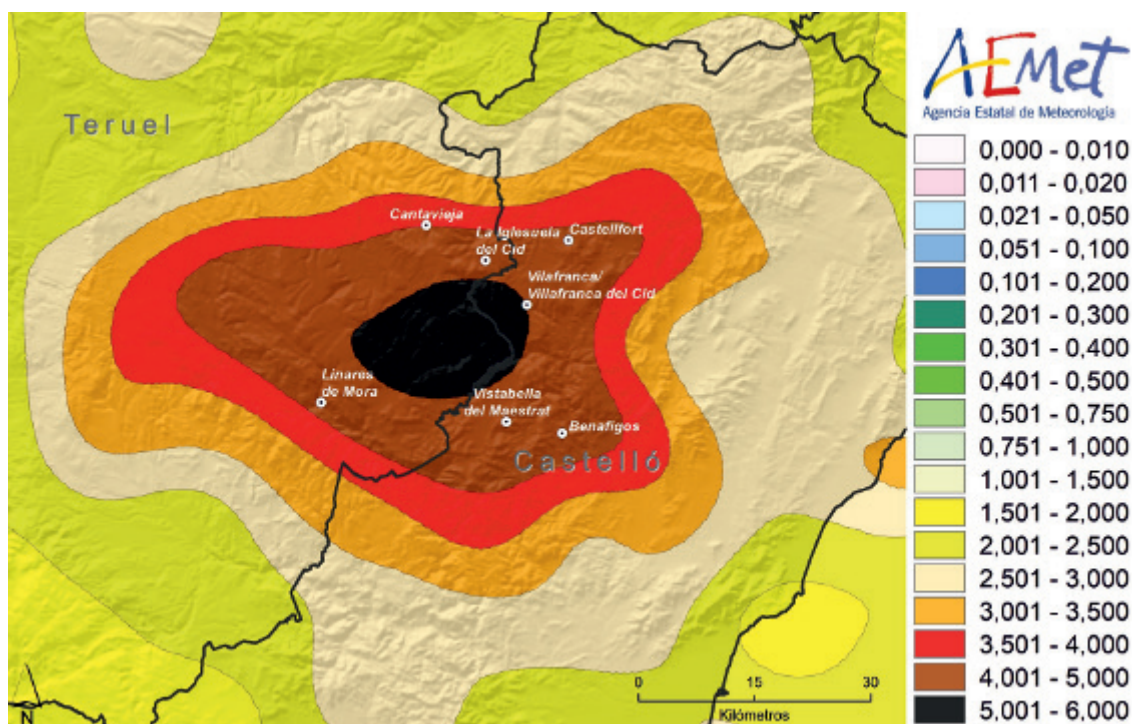 Teruel
Cantavieja
La Iglesuela
del Cid
Castellfort
Vilafranca/
Villafranca del Cid
Linares
de Mora
Vistabella
del Maestrat
Benafigos
Castelló
0 15 30
Kilómetros
N
AEMet
Agencia Estatal de Meteorología
0,000 - 0,010
0,011 - 0,020
0,021 - 0,050
0,051 - 0,100
0,101 - 0,200
0,201 - 0,300
0,301 - 0,400
0,401 - 0,500
0,501 - 0,750
0,751 - 1,000
1,001 - 1,500
1,501 - 2,000
2,001 - 2,500
2,501 - 3,000
3,001 - 3,500
3,501 - 4,000
4,001 - 5,000
5,001 - 6,000